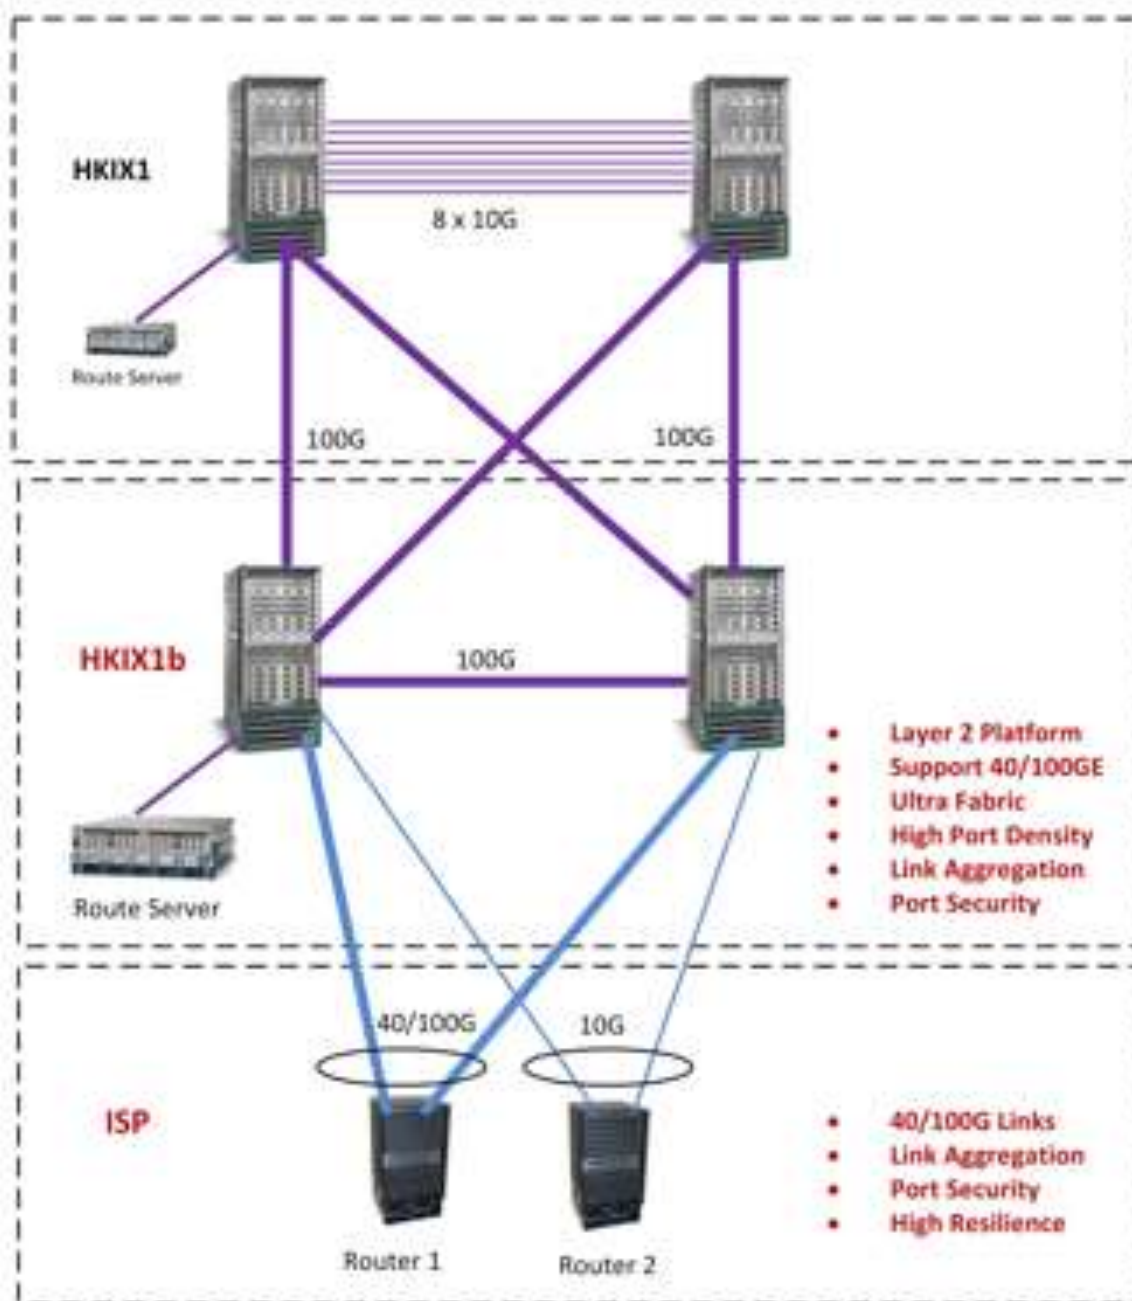 HKIX1
8 x 10G
Route Server
100G
100G
HKIX1b
100G
• Layer 2 Platform
• Support 40/100GE
• Ultra Fabric
• High Port Density
• Link Aggregation
• Port Security
Route Server
40/100G
10G
ISP
• 40/100G Links
• Link Aggregation
• Port Security
• High Resilience
Router 1
Router 2